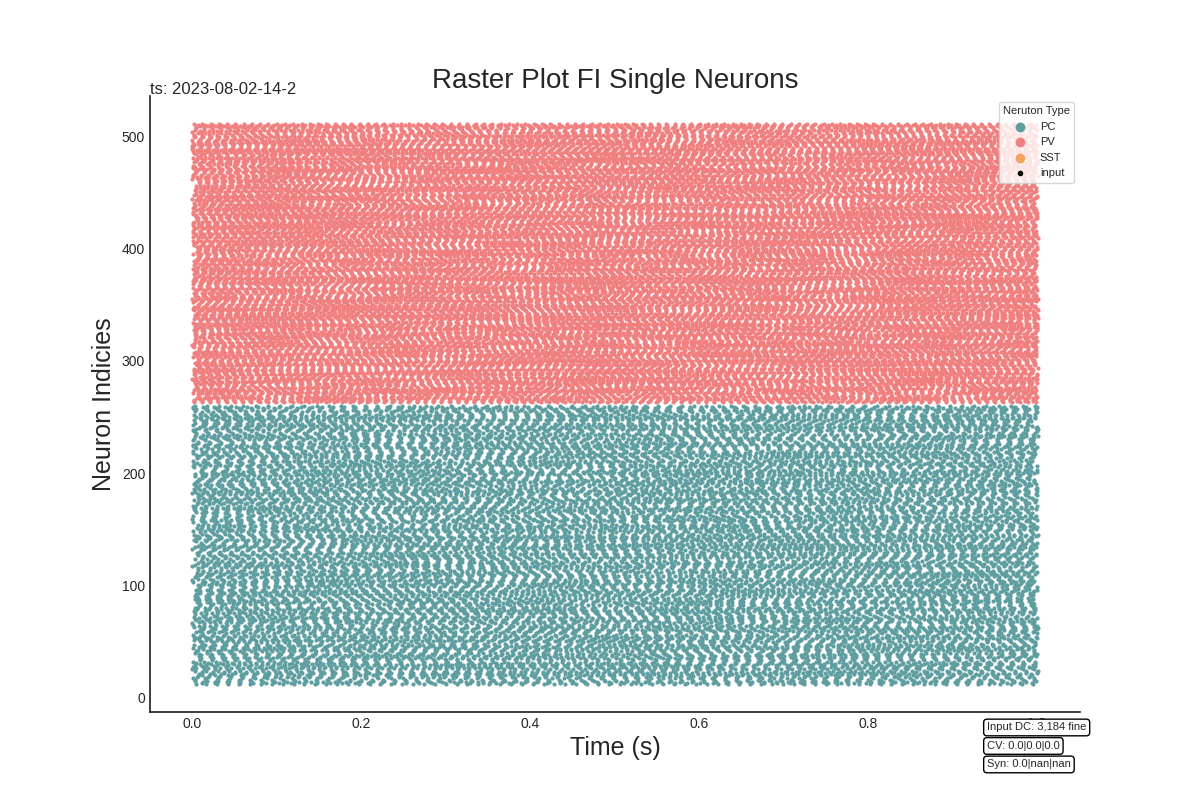 Raster Plot FI Single Neurons
ts: 2023-08-02-14-2
Neruton Type
PC
PV
SST
input
500
400
300
200
100
0
Neuron Indicies
0.0 0.2 0.4 0.6 0.8
Time (s)
Input DC: 3,184 fine
CV: 0.0|0.0|0.0
Syn: 0.0|nan|nan